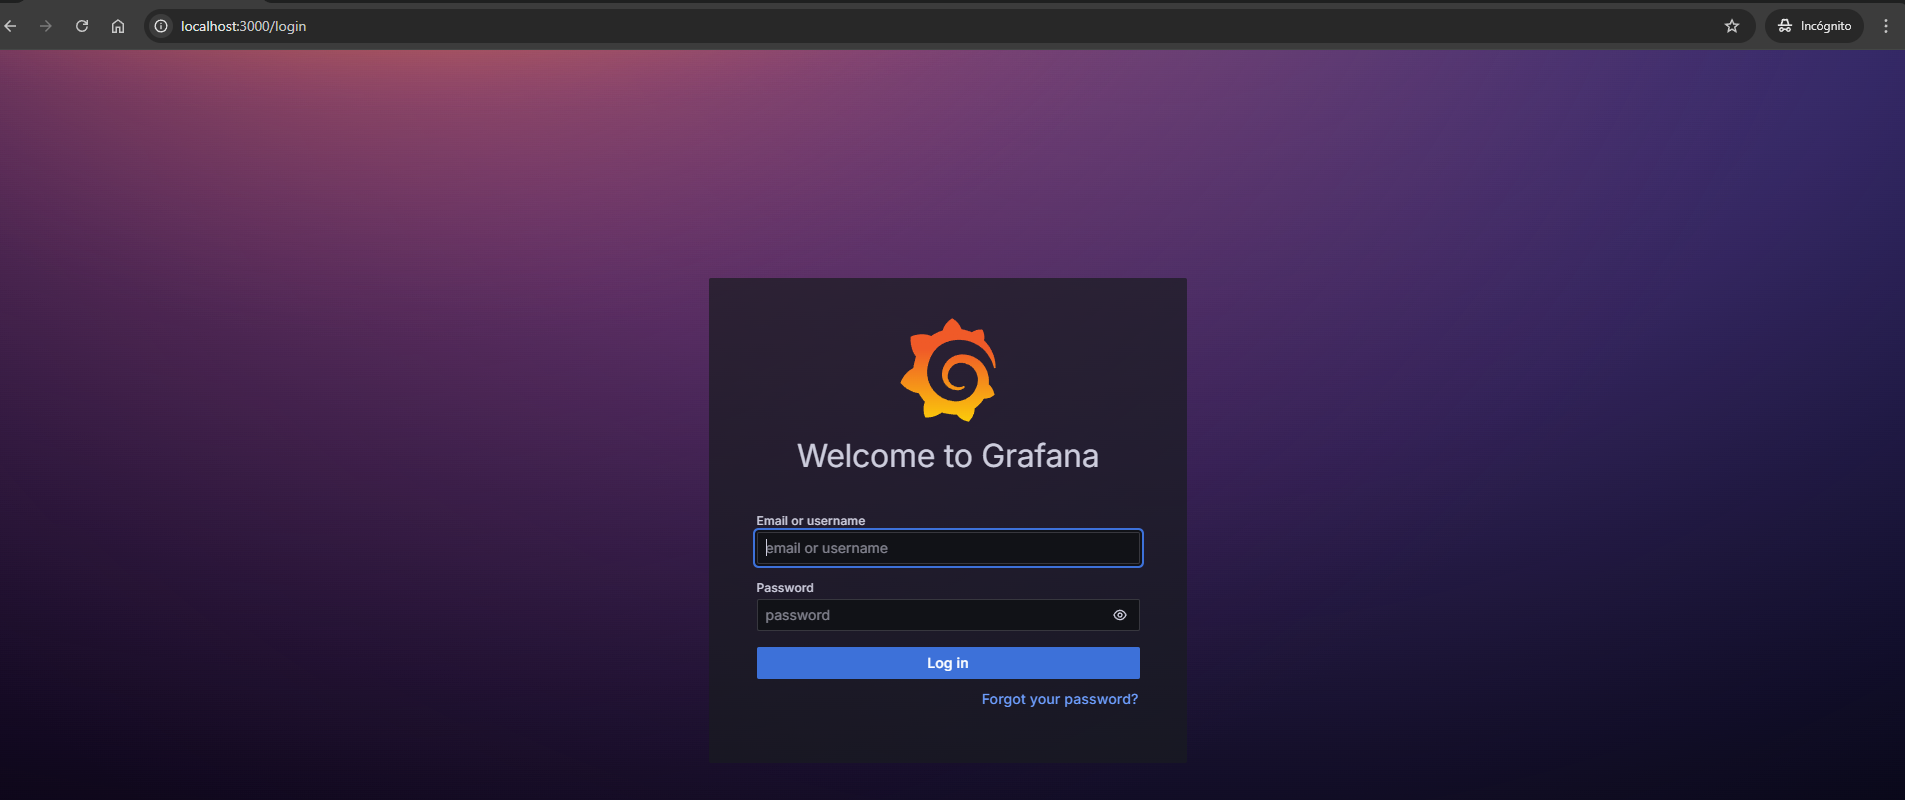 localhost:3000/login
Incógnito
Welcome to Grafana
Email or username
email or username
Password
password
Log in
Forgot your password?